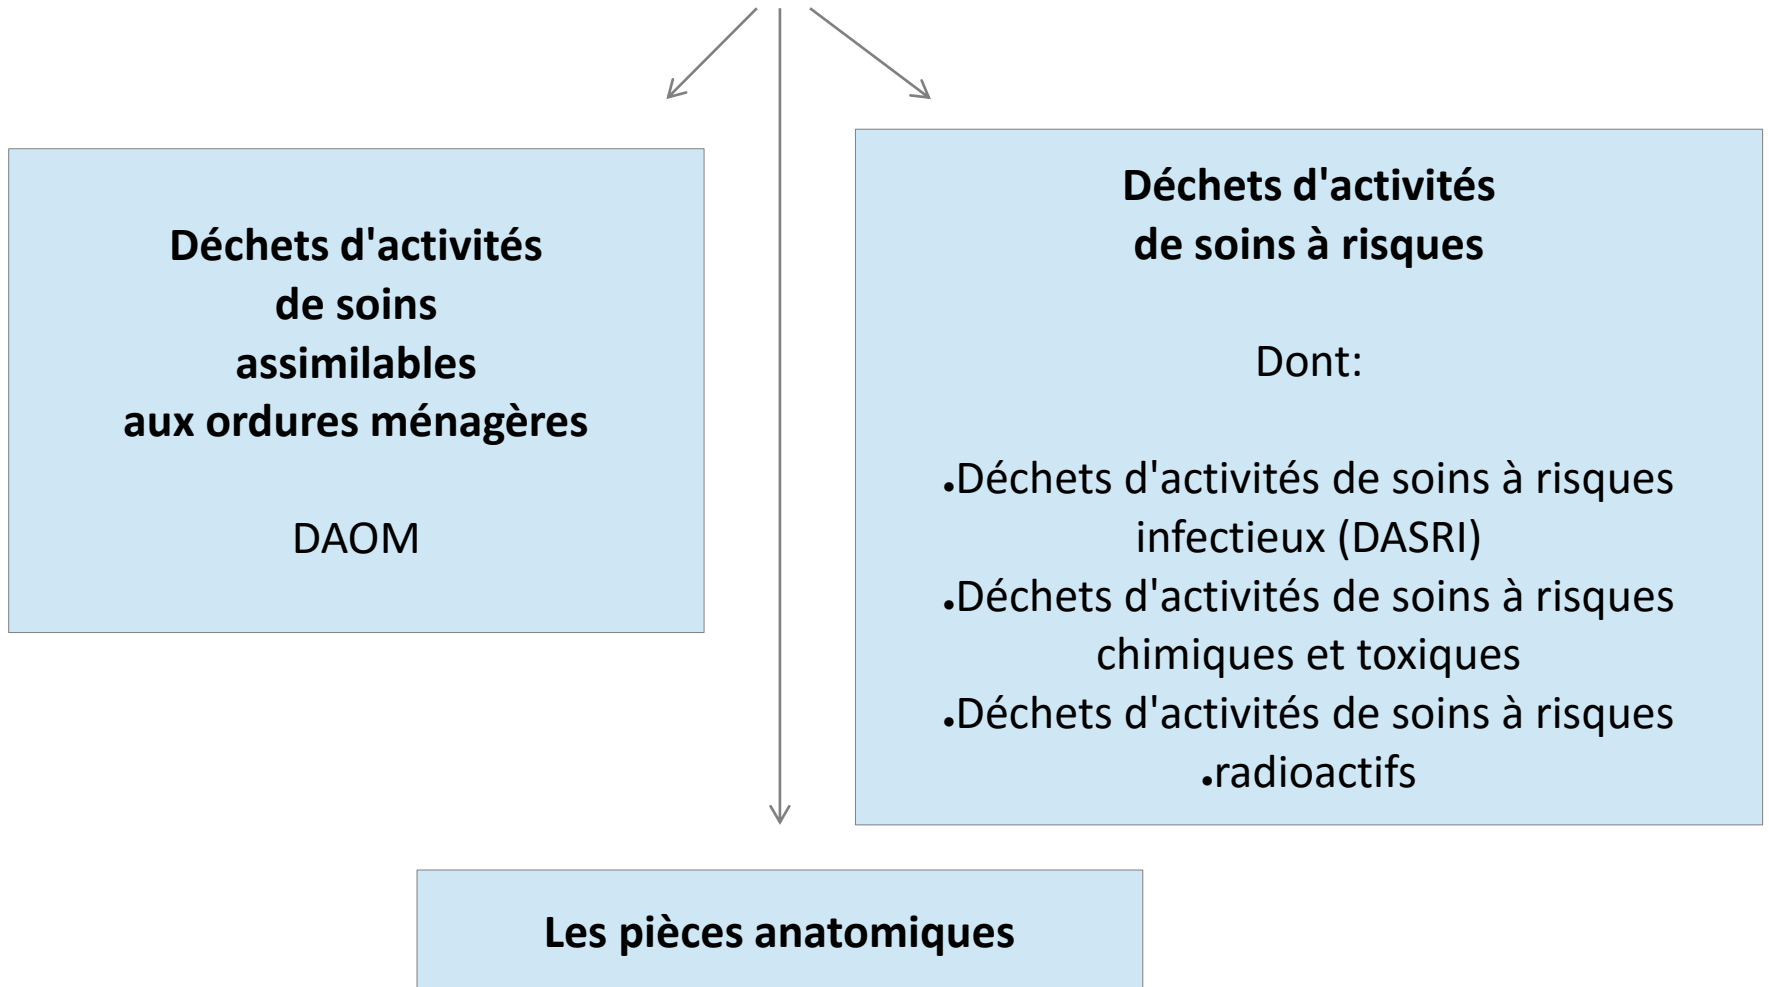 Déchets d'activités
de soins
assimilables
aux ordures ménagères
DAOM
Déchets d'activités
de soins à risques
Dont:
•Déchets d'activités de soins à risques
infectieux (DASRI)
•Déchets d'activités de soins à risques
chimiques et toxiques
•Déchets d'activités de soins à risques
•radioactifs
Les pièces anatomiques